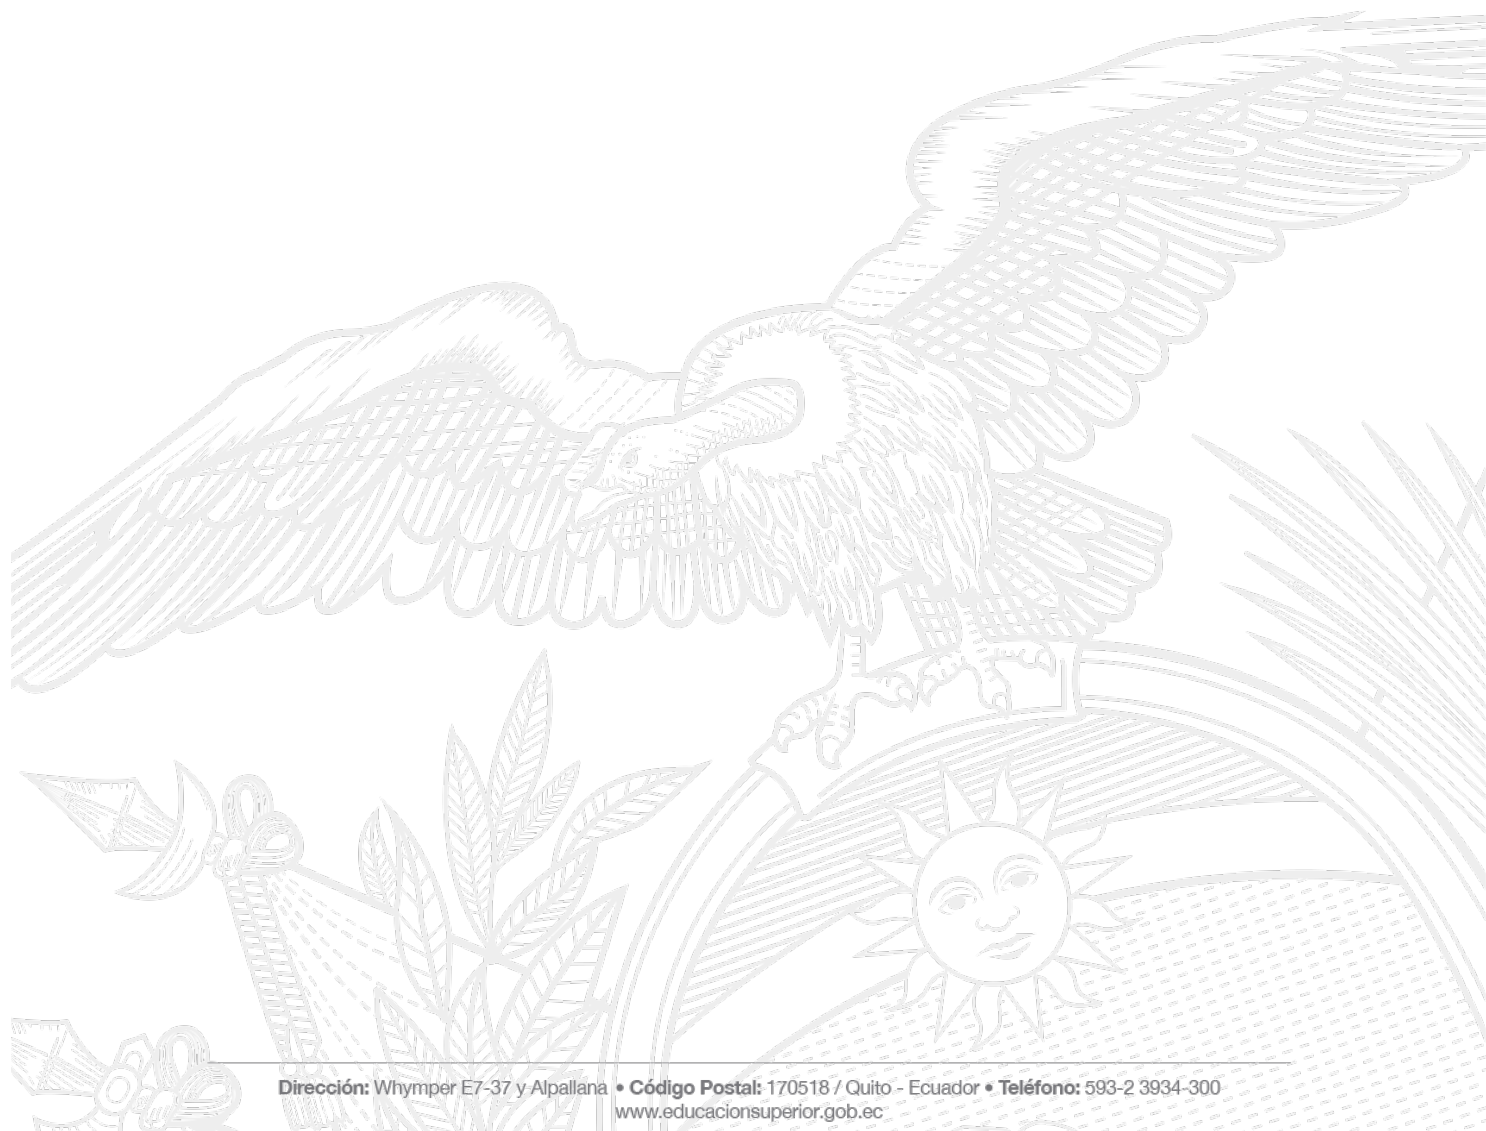 Dirección: Whymper E7-37 y Alpallana • Código Postal: 170518 / Quito - Ecuador • Teléfono: 593-2 3934-300
www.educacionsuperior.gob.ec